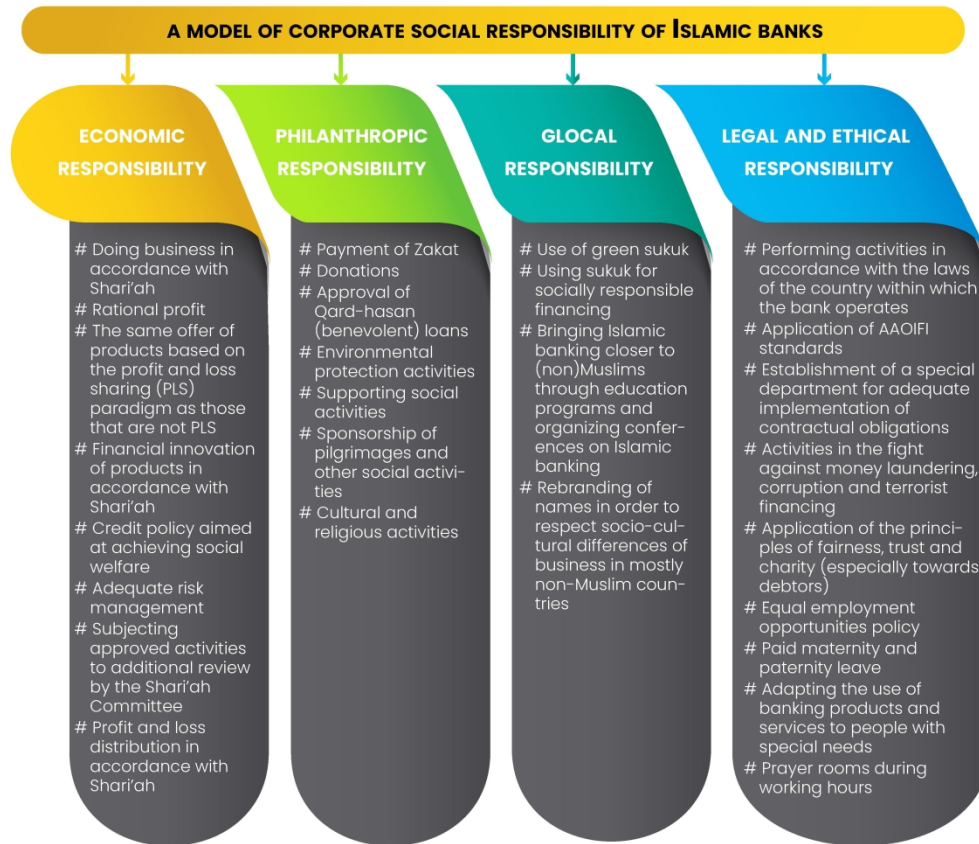 A MODEL OF CORPORATE SOCIAL RESPONSIBILITY OF ISLAMIC BANKS
ECONOMIC
RESPONSIBILITY
# Doing business in
accordance with
Shari'ah
# Rational profit
# The same offer of
products based on
the profit and loss
sharing (PLS)
paradigm as those
that are not PLS
# Financial innovation
of products in
accordance with
Shari'ah
# Credit policy aimed
at achieving social
welfare
# Adequate risk
management
# Subjecting
approved activities
to additional review
by the Shari'ah
Committee
# Profit and loss
distribution in
accordance with
Shari'ah
PHILANTHROPIC
RESPONSIBILITY
# Payment of Zakat
# Donations
# Approval of
Qard-hasan
(benevolent) loans
# Environmental
protection activities
# Supporting social
activities
# Sponsorship of
pilgrimages and
other social activi-
ties
# Cultural and
religious activities
GLOCAL
RESPONSIBILITY
# Use of green sukuk
# Using sukuk for
socially responsible
financing
# Bringing Islamic
banking closer to
(non)Muslims
through education
programs and
organizing confer-
ences on Islamic
banking
# Rebranding of
names in order to
respect socio-cul-
tural differences of
business in mostly
non-Muslim coun-
tries
LEGAL AND ETHICAL
RESPONSIBILITY
# Performing activities in
accordance with the laws
of the country within which
the bank operates
# Application of AAOIFI
standards
# Establishment of a special
department for adequate
implementation of
contractual obligations
# Activities in the fight
against money laundering,
corruption and terrorist
financing
# Application of the princi-
ples of fairness, trust and
charity (especially towards
debtors)
# Equal employment
opportunities policy
# Paid maternity and
paternity leave
# Adapting the use of
banking products and
services to people with
special needs
# Prayer rooms during
working hours